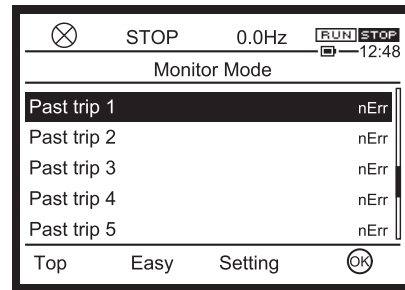 STOP 0.0Hz RUN STOP
12:48
Monitor Mode
Past trip 1 nErr
Past trip 2 nErr
Past trip 3 nErr
Past trip 4 nErr
Past trip 5 nErr
Top Easy Setting OK